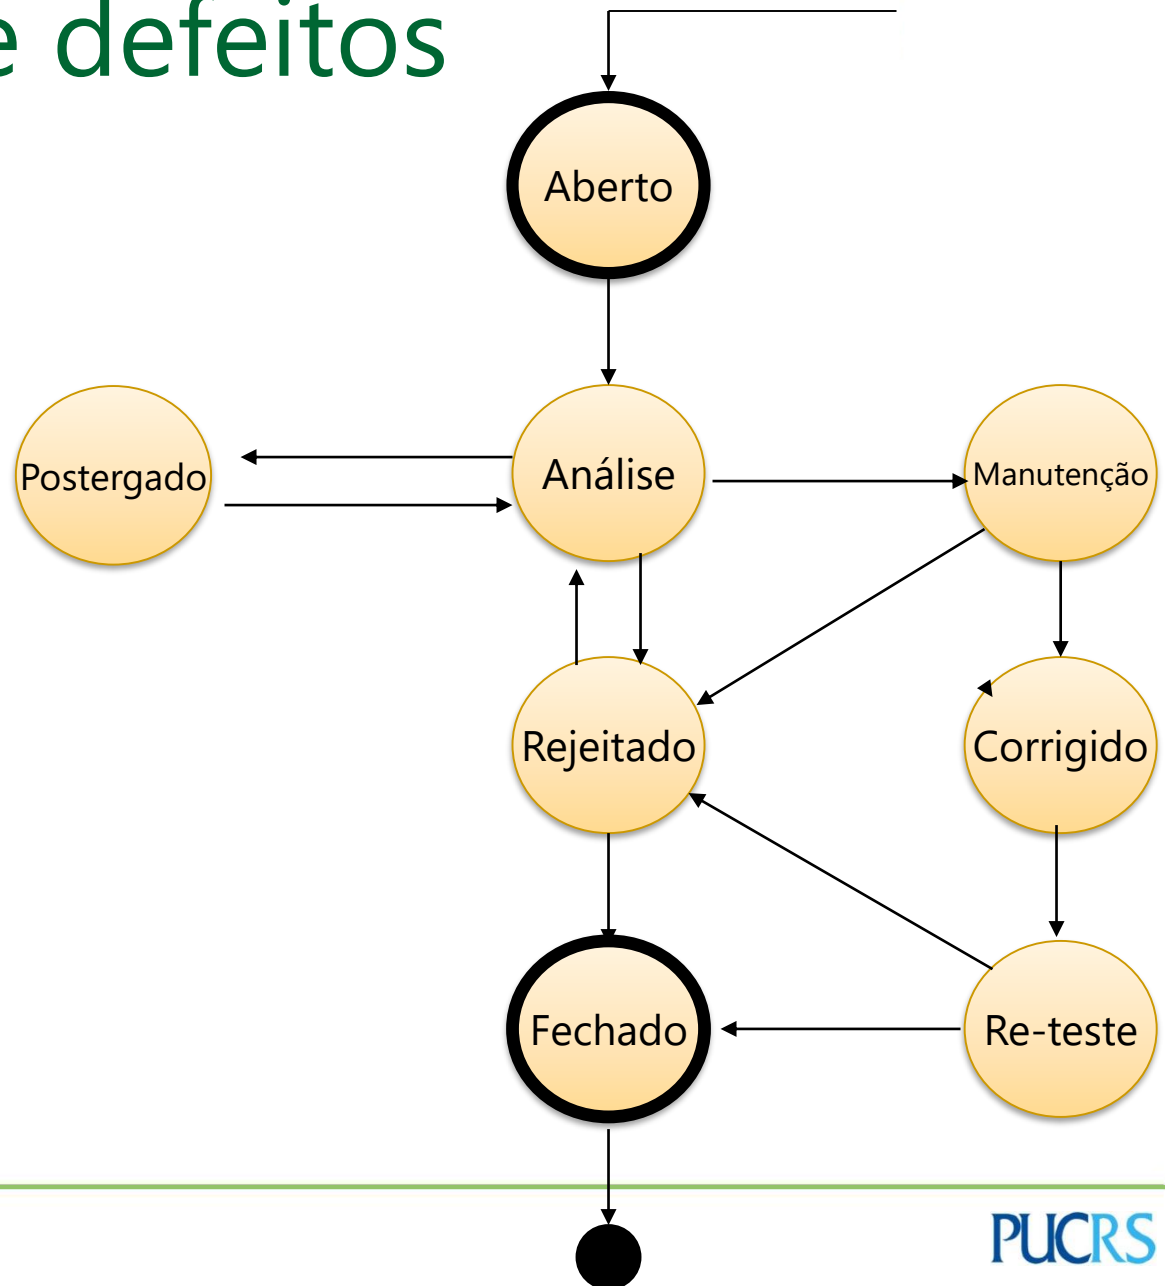 e defeitos
Aberto
Postergado
Análise
Manutenção
Rejeitado
Corrigido
Fechado
Re-teste
PUCRS